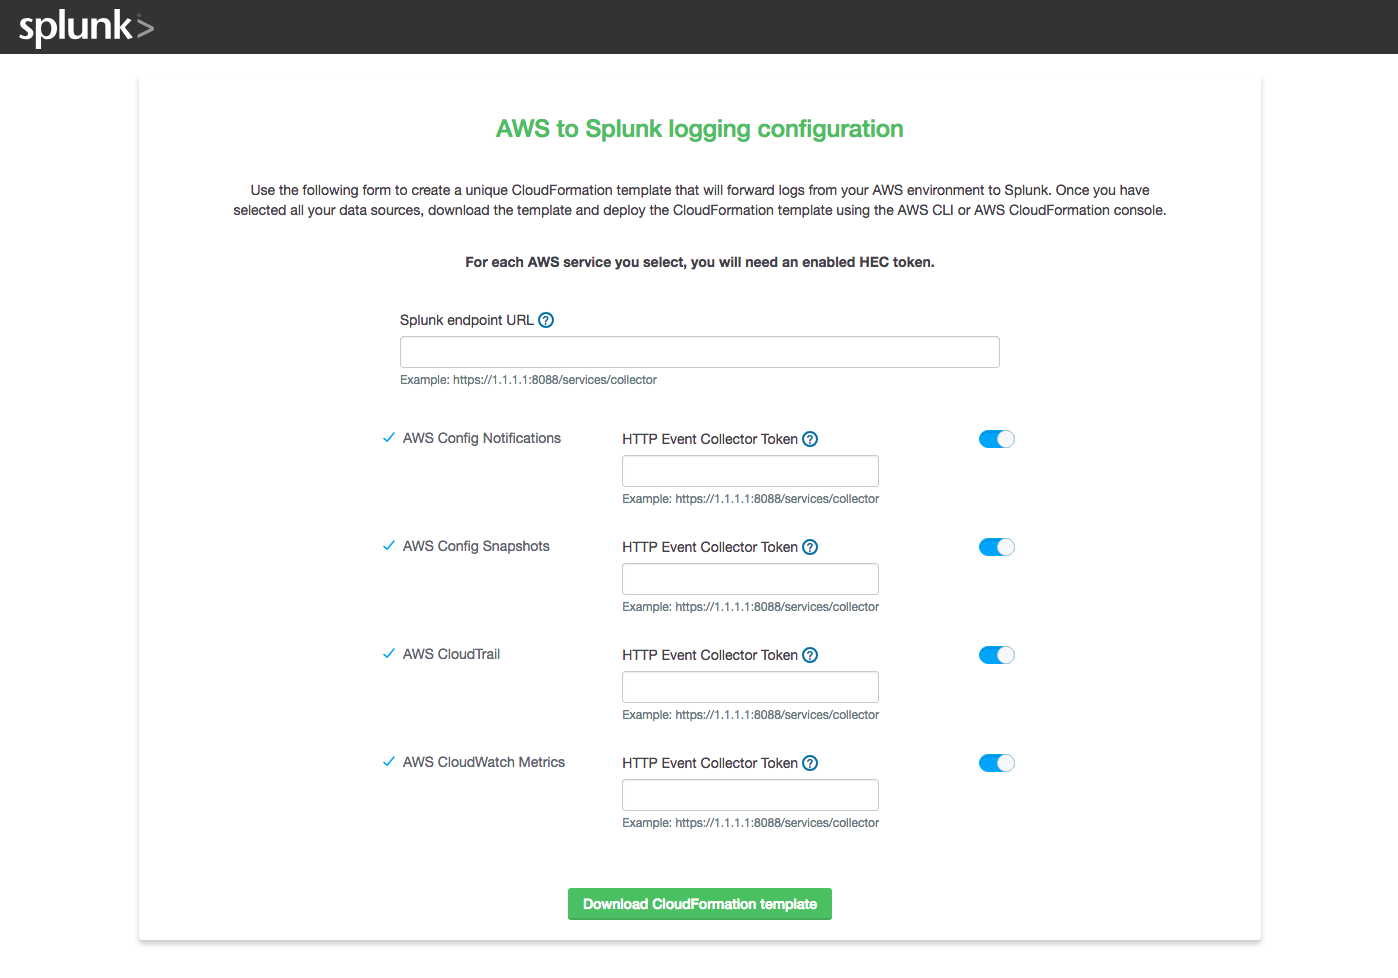 splunk>
AWS to Splunk logging configuration
Use the following form to create a unique CloudFormation template that will forward logs from your AWS environment to Splunk. Once you have
selected all your data sources, download the template and deploy the CloudFormation template using the AWS CLI or AWS CloudFormation console.
For each AWS service you select, you will need an enabled HEC token.
Splunk endpoint URL ?
Example: https://1.1.1.1:8088/services/collector
AWS Config Notifications
HTTP Event Collector Token ?
Example: https://1.1.1.1:8088/services/collector
AWS Config Snapshots
HTTP Event Collector Token ?
Example: https://1.1.1.1:8088/services/collector
AWS CloudTrail
HTTP Event Collector Token ?
Example: https://1.1.1.1:8088/services/collector
AWS CloudWatch Metrics
HTTP Event Collector Token ?
Example: https://1.1.1.1:8088/services/collector
Download CloudFormation template